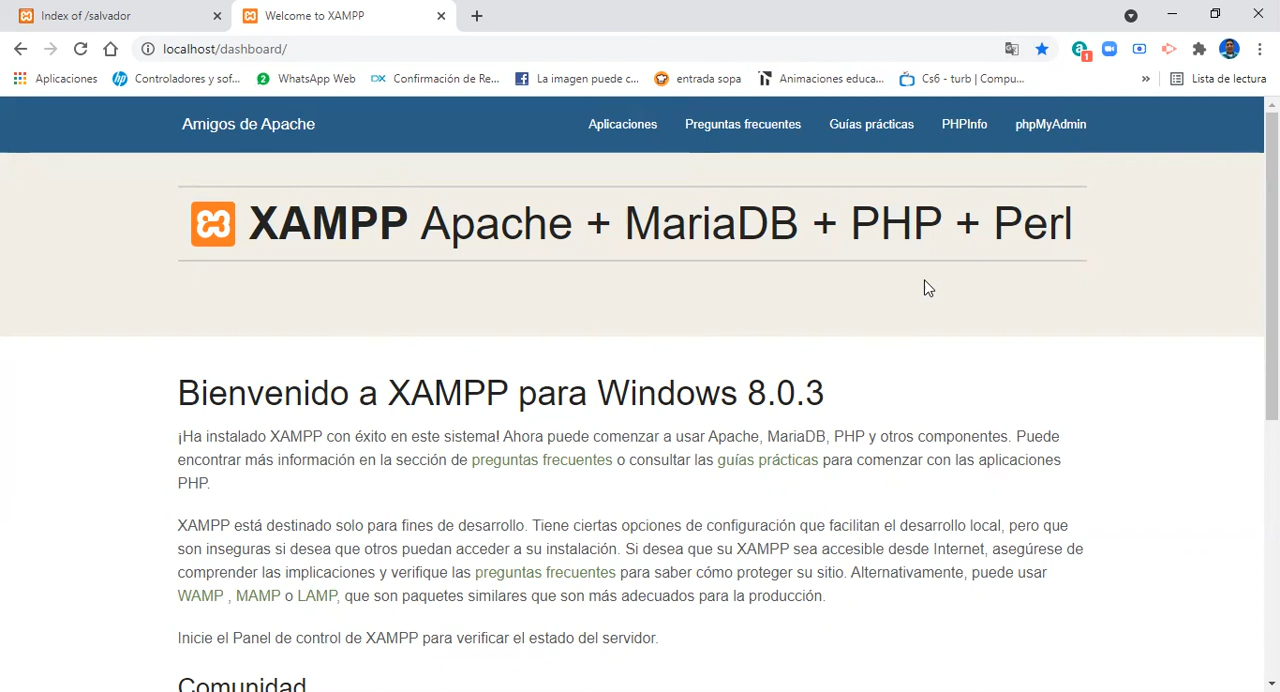 Index of /salvador
Welcome to XAMPP
localhost/dashboard/
1
Aplicaciones
Controladores y sof...
2
WhatsApp Web
Confirmación de Re...
La imagen puede c...
entrada sopa
Animaciones educa...
Cs6 - turb | Compu...
»
Lista de lectura
Amigos de Apache
Aplicaciones
Preguntas frecuentes
Guías prácticas
PHPInfo
phpMyAdmin
XAMPP Apache + MariaDB + PHP + Perl
Bienvenido a XAMPP para Windows 8.0.3
¡Ha instalado XAMPP con éxito en este sistema! Ahora puede comenzar a usar Apache, MariaDB, PHP y otros componentes. Puede
encontrar más información en la sección de preguntas frecuentes o consultar las guías prácticas para comenzar con las aplicaciones
PHP.
XAMPP está destinado solo para fines de desarrollo. Tiene ciertas opciones de configuración que facilitan el desarrollo local, pero que
son inseguras si desea que otros puedan acceder a su instalación. Si desea que su XAMPP sea accesible desde Internet, asegúrese de
comprender las implicaciones y verifique las preguntas frecuentes para saber cómo proteger su sitio. Alternativamente, puede usar
WAMP , MAMP o LAMP, que son paquetes similares que son más adecuados para la producción.
Inicie el Panel de control de XAMPP para verificar el estado del servidor.
Comunidad